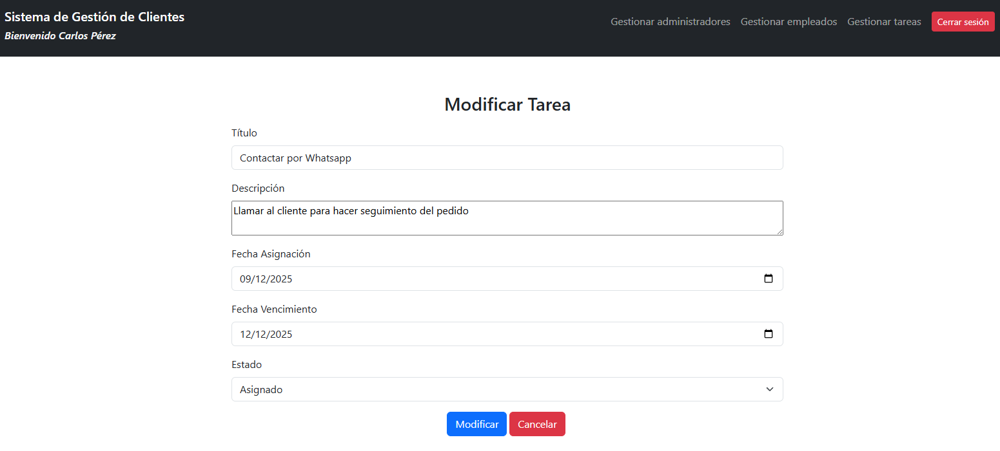 Sistema de Gestión de Clientes
Bienvenido Carlos Pérez
Gestionar administradores Gestionar empleados Gestionar tareas Cerrar sesión
Modificar Tarea
Título
Contactar por Whatsapp
Descripción
Llamar al cliente para hacer seguimiento del pedido
Fecha Asignación
09/12/2025
Fecha Vencimiento
12/12/2025
Estado
Asignado
Modificar Cancelar